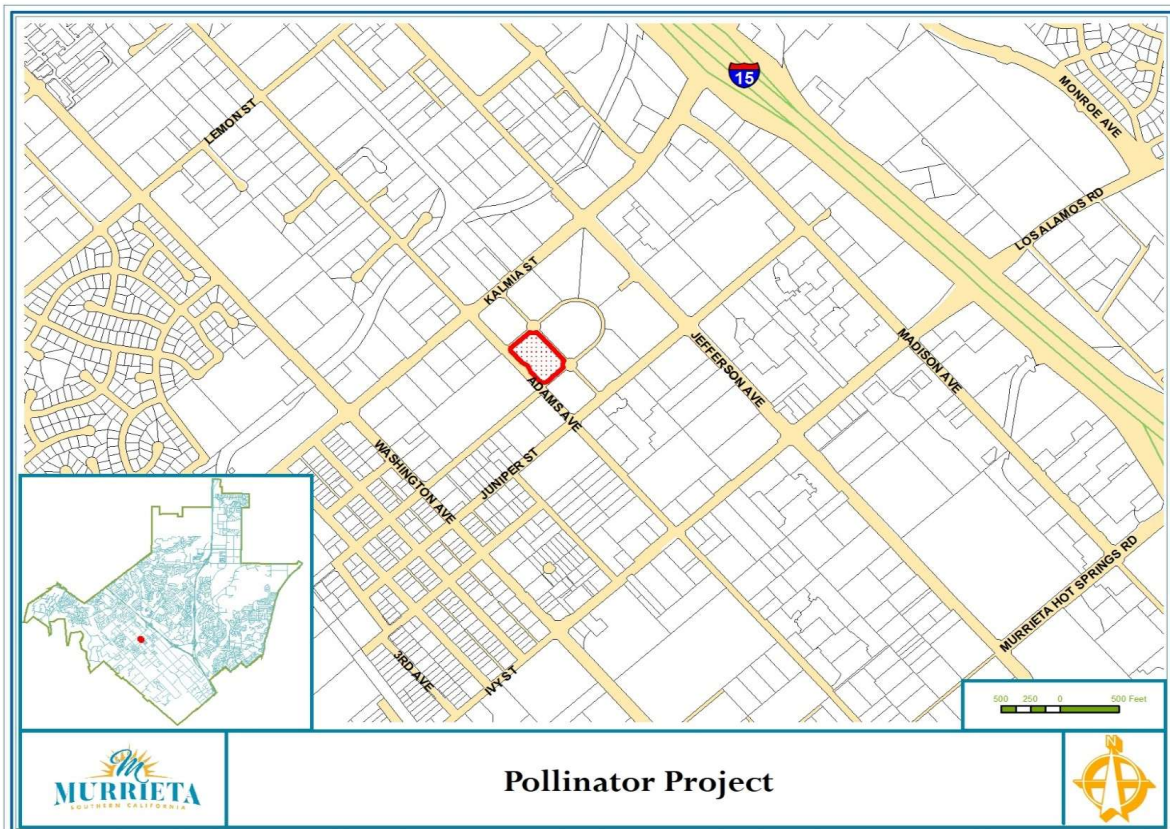 15
MONROE AVE
LEMON ST
LOS ALAMOS RD
KALMIA ST
JEFFERSON AVE
MADISON AVE
ADAMS AVE
WASHINGTON AVE
JUNIPER ST
MURRIETA HOT SPRINGS RD
3RD AVE
IVY ST
500 250 0 500 Feet
M
MURRIETA
SOUTHERN CALIFORNIA
Pollinator Project
N